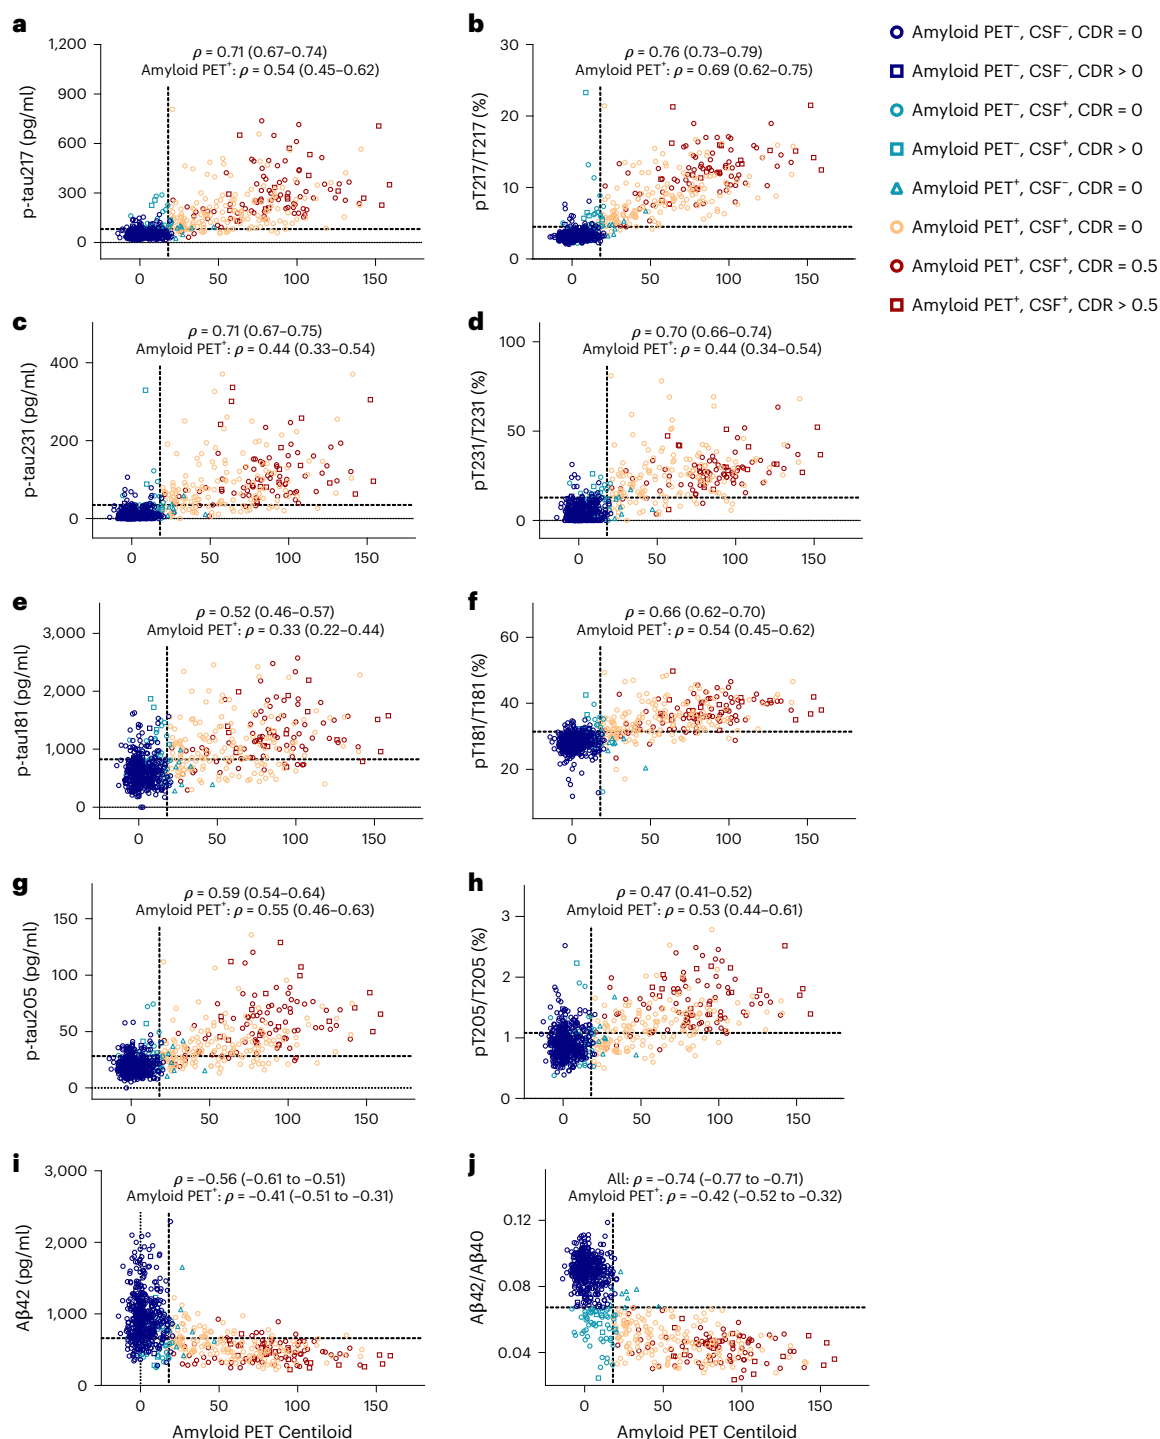 a
ρ = 0.71 (0.67–0.74)
Amyloid PET⁺: ρ = 0.54 (0.45–0.62)
p-tau217 (pg/ml)
1,200
900
600
300
0
0 50 100 150
b
ρ = 0.76 (0.73–0.79)
Amyloid PET⁺: ρ = 0.69 (0.62–0.75)
pT217/T217 (%)
30
20
10
0
0 50 100 150
Amyloid PET⁻, CSF⁻, CDR = 0
Amyloid PET⁻, CSF⁻, CDR > 0
Amyloid PET⁻, CSF⁺, CDR = 0
Amyloid PET⁻, CSF⁺, CDR > 0
Amyloid PET⁺, CSF⁻, CDR = 0
Amyloid PET⁺, CSF⁺, CDR = 0
Amyloid PET⁺, CSF⁺, CDR = 0.5
Amyloid PET⁺, CSF⁺, CDR > 0.5
c
ρ = 0.71 (0.67–0.75)
Amyloid PET⁺: ρ = 0.44 (0.33–0.54)
p-tau231 (pg/ml)
400
200
0
0 50 100 150
d
ρ = 0.70 (0.66–0.74)
Amyloid PET⁺: ρ = 0.44 (0.34–0.54)
pT231/T231 (%)
100
50
0
0 50 100 150
e
ρ = 0.52 (0.46–0.57)
Amyloid PET⁺: ρ = 0.33 (0.22–0.44)
p-tau181 (pg/ml)
3,000
2,000
1,000
0
0 50 100 150
f
ρ = 0.66 (0.62–0.70)
Amyloid PET⁺: ρ = 0.54 (0.45–0.62)
pT181/T181 (%)
60
40
20
0 50 100 150
g
ρ = 0.59 (0.54–0.64)
Amyloid PET⁺: ρ = 0.55 (0.46–0.63)
p-tau205 (pg/ml)
150
100
50
0
0 50 100 150
h
ρ = 0.47 (0.41–0.52)
Amyloid PET⁺: ρ = 0.53 (0.44–0.61)
pT205/T205 (%)
3
2
1
0
0 50 100 150
i
ρ = −0.56 (−0.61 to −0.51)
Amyloid PET⁺: ρ = −0.41 (−0.51 to −0.31)
Aβ42 (pg/ml)
3,000
2,000
1,000
0
0 50 100 150
Amyloid PET Centiloid
j
All: ρ = −0.74 (−0.77 to −0.71)
Amyloid PET⁺: ρ = −0.42 (−0.52 to −0.32)
Aβ42/Aβ40
0.12
0.08
0.04
0 50 100 150
Amyloid PET Centiloid